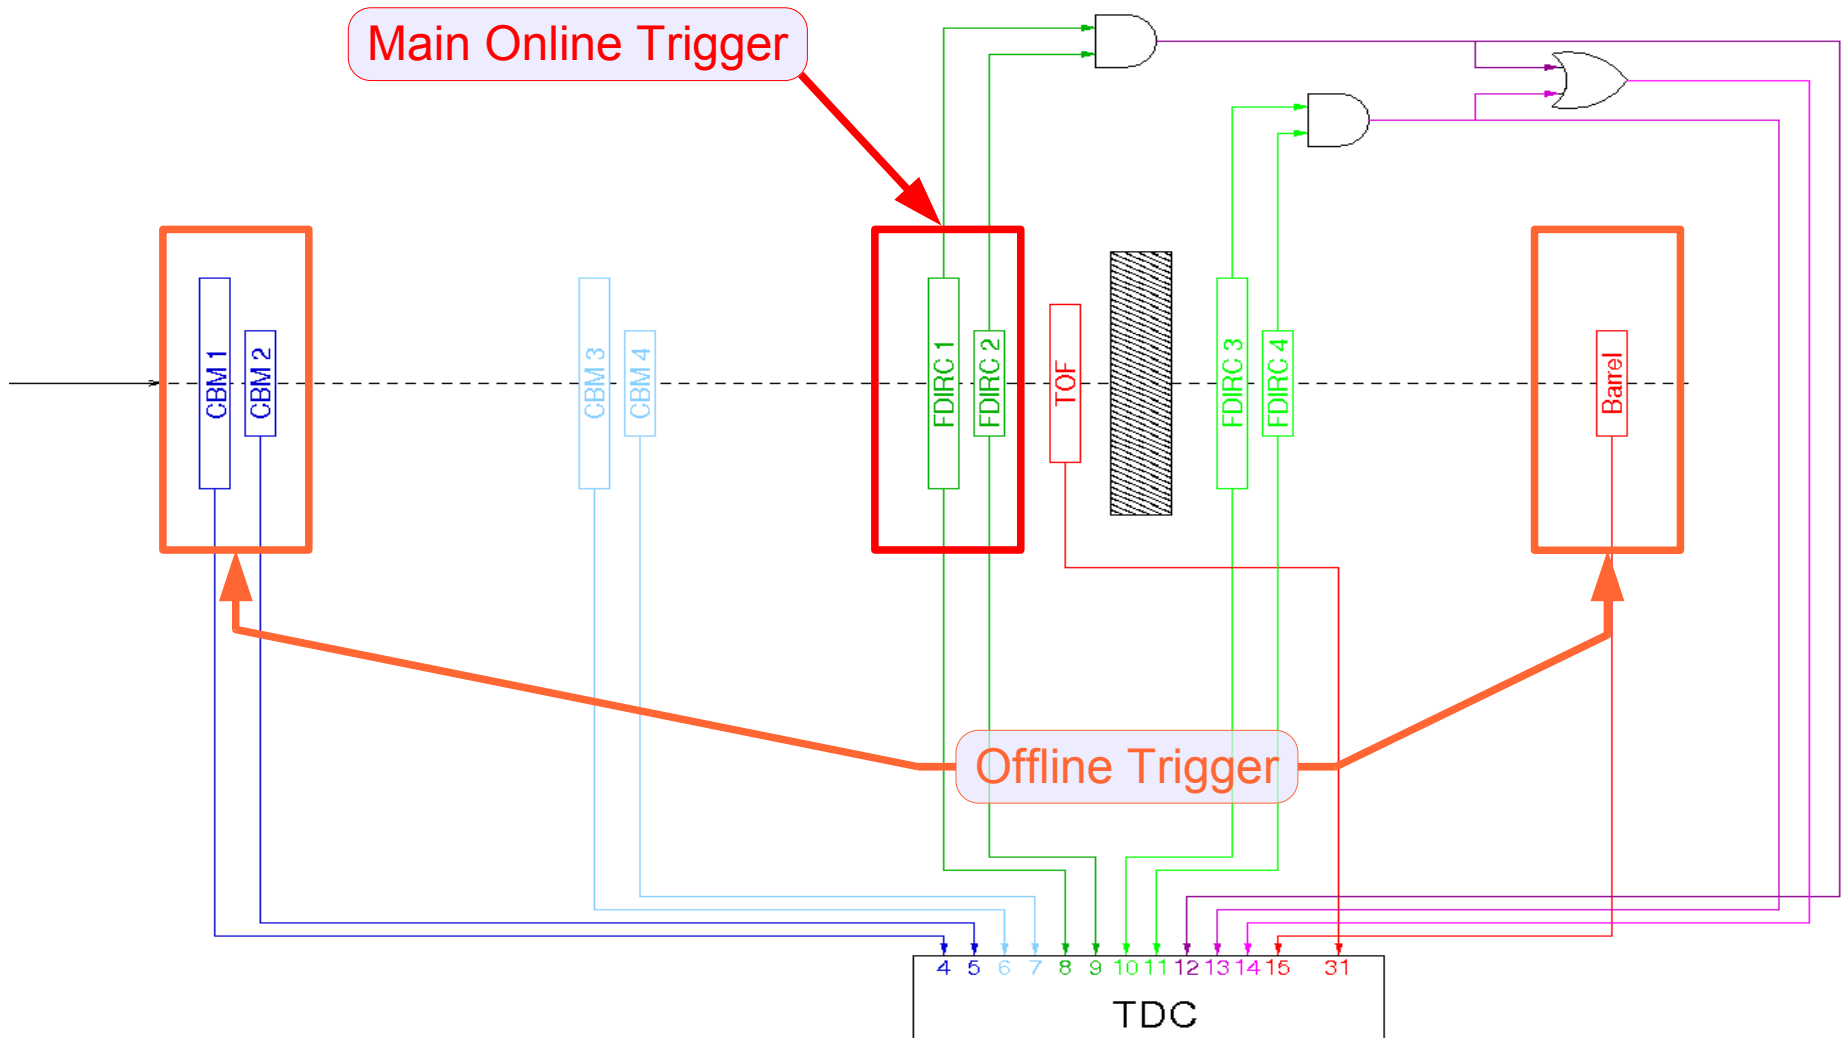 Main Online Trigger
CBM 1
CBM 2
CBM 3
CBM 4
FDIRC 1
FDIRC 2
TOF
FDIRC 3
FDIRC 4
Barrel
Offline Trigger
4 5 6 7 8 9 10 11 12 13 14 15 31
TDC